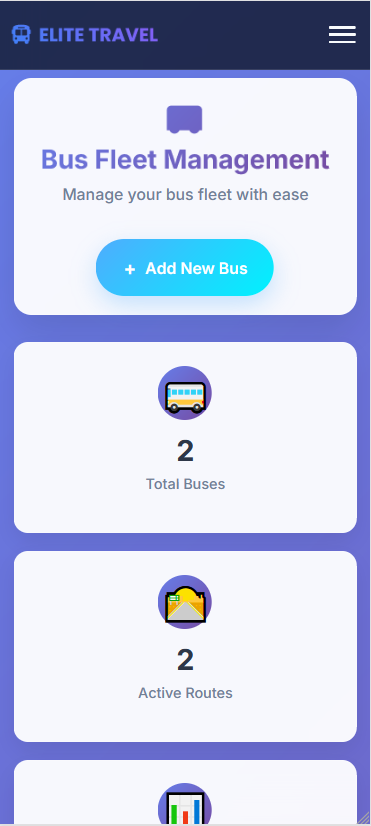 ELITE TRAVEL
Bus Fleet Management
Manage your bus fleet with ease
+ Add New Bus
2
Total Buses
2
Active Routes